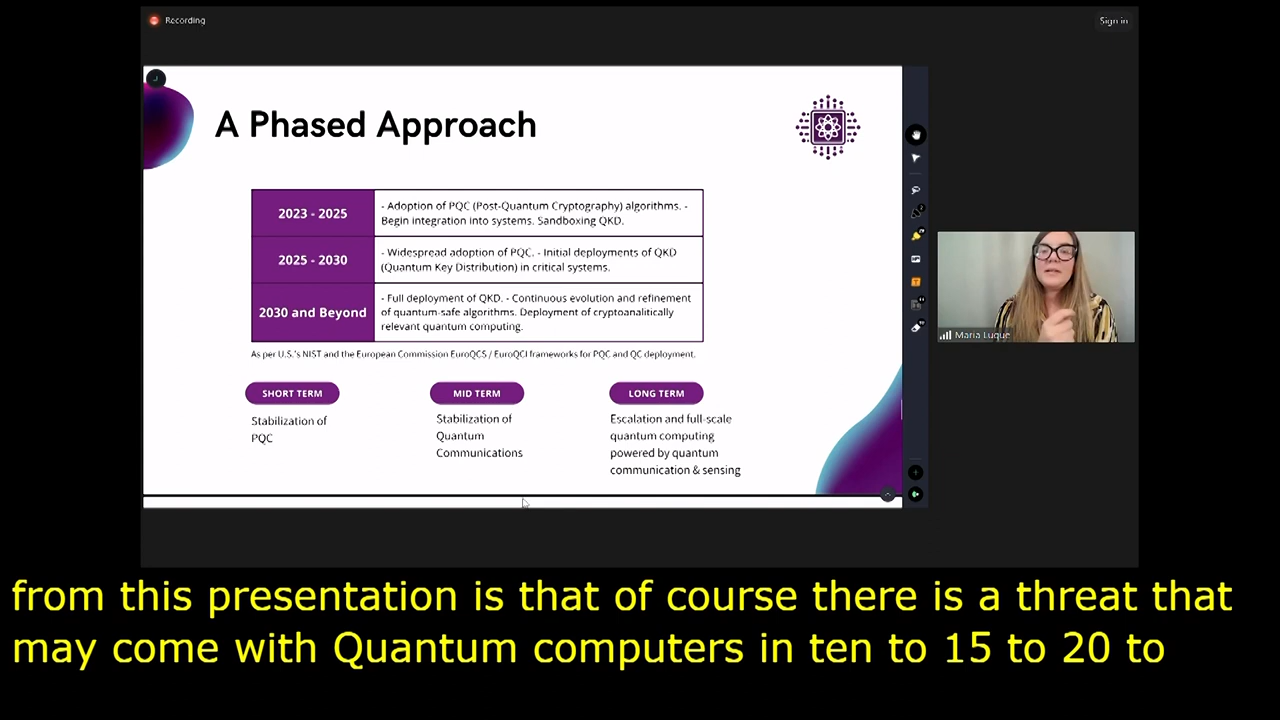 Recording
Sign in
J
A Phased Approach
2023 - 2025
- Adoption of PQC (Post-Quantum Cryptography) algorithms. -
Begin integration into systems. Sandboxing QKD.
2025 - 2030
- Widespread adoption of PQC. - Initial deployments of QKD
(Quantum Key Distribution) in critical systems.
2030 and Beyond
- Full deployment of QKD. - Continuous evolution and refinement
of quantum-safe algorithms. Deployment of cryptoanalitically
relevant quantum computing.
As per U.S.'s NIST and the European Commission EuroQCS / EuroQCI frameworks for PQC and QC deployment.
SHORT TERM
Stabilization of
PQC
MID TERM
Stabilization of
Quantum
Communications
LONG TERM
Escalation and full-scale
quantum computing
powered by quantum
communication & sensing
Maria Luque
from this presentation is that of course there is a threat that
may come with Quantum computers in ten to 15 to 20 to